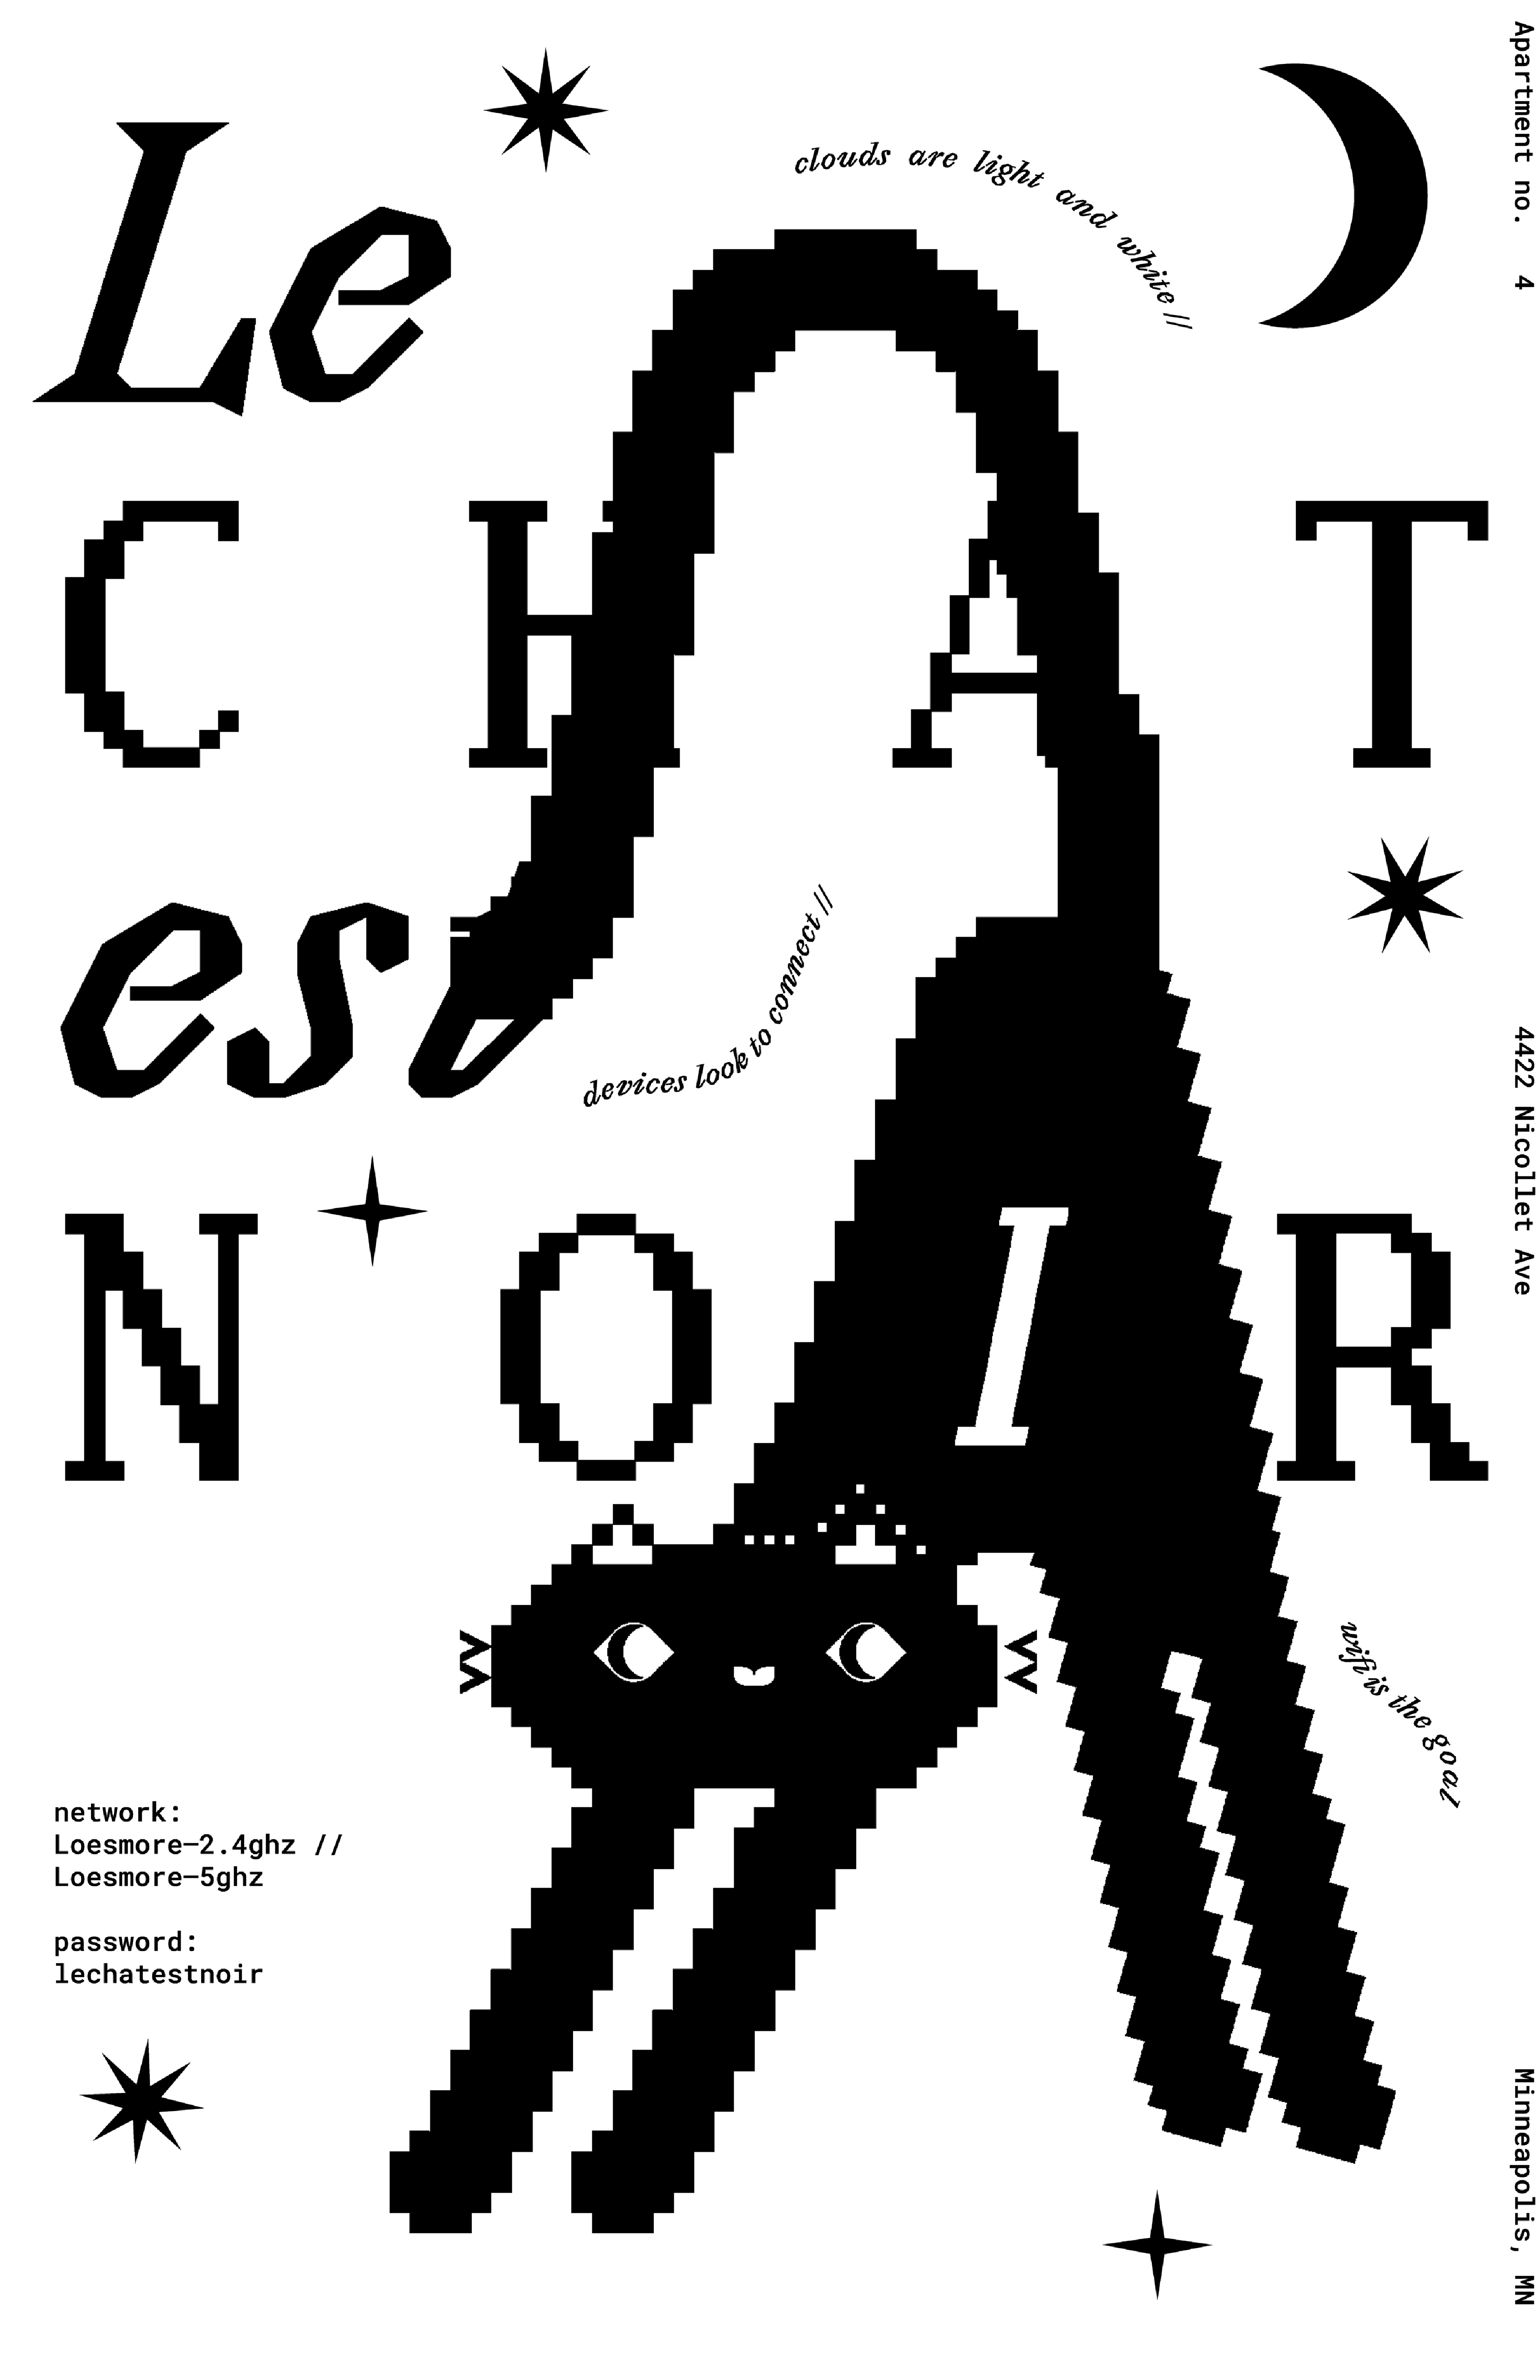 Le
clouds are light and white //
CHAT
est
devices look to connect //
NOIR
wifi is the goal
network:
Loesmore-2.4ghz //
Loesmore-5ghz
password:
lechatestnoir
Apartment no. 4
4422 Nicollet Ave
Minneapolis, MN